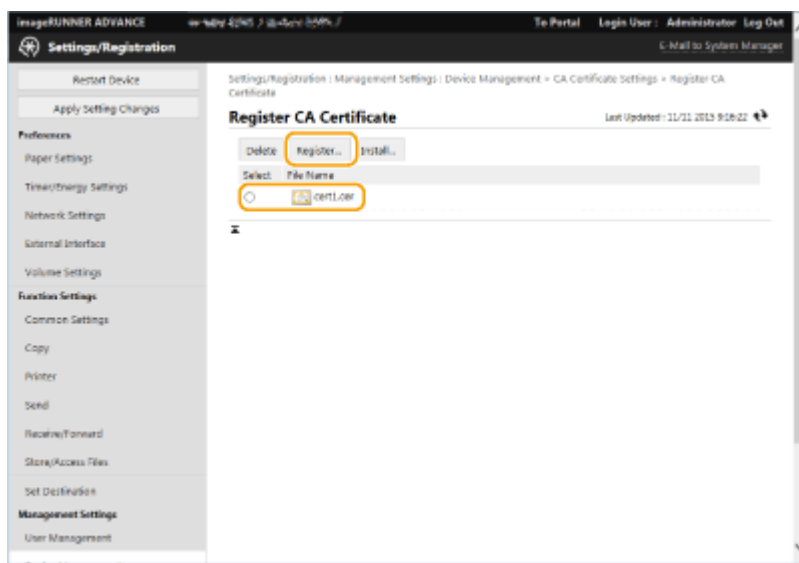 imageRUNNER ADVANCE
To Portal Login User : Administrator Log Out
Settings/Registration
E-Mail to System Manager
Restart Device
Apply Setting Changes
Preferences
Paper Settings
Timer/Energy Settings
Network Settings
External Interface
Volume Settings
Function Settings
Common Settings
Copy
Printer
Send
Receive/Forward
Store/Access Files
Set Destination
Management Settings
User Management
Settings/Registration : Management Settings : Device Management > CA Certificate Settings > Register CA
Certificate
Register CA Certificate
Last Updated : 11/11 2015 9:16:22
Delete Register... Install...
Select File Name
cert1.cer